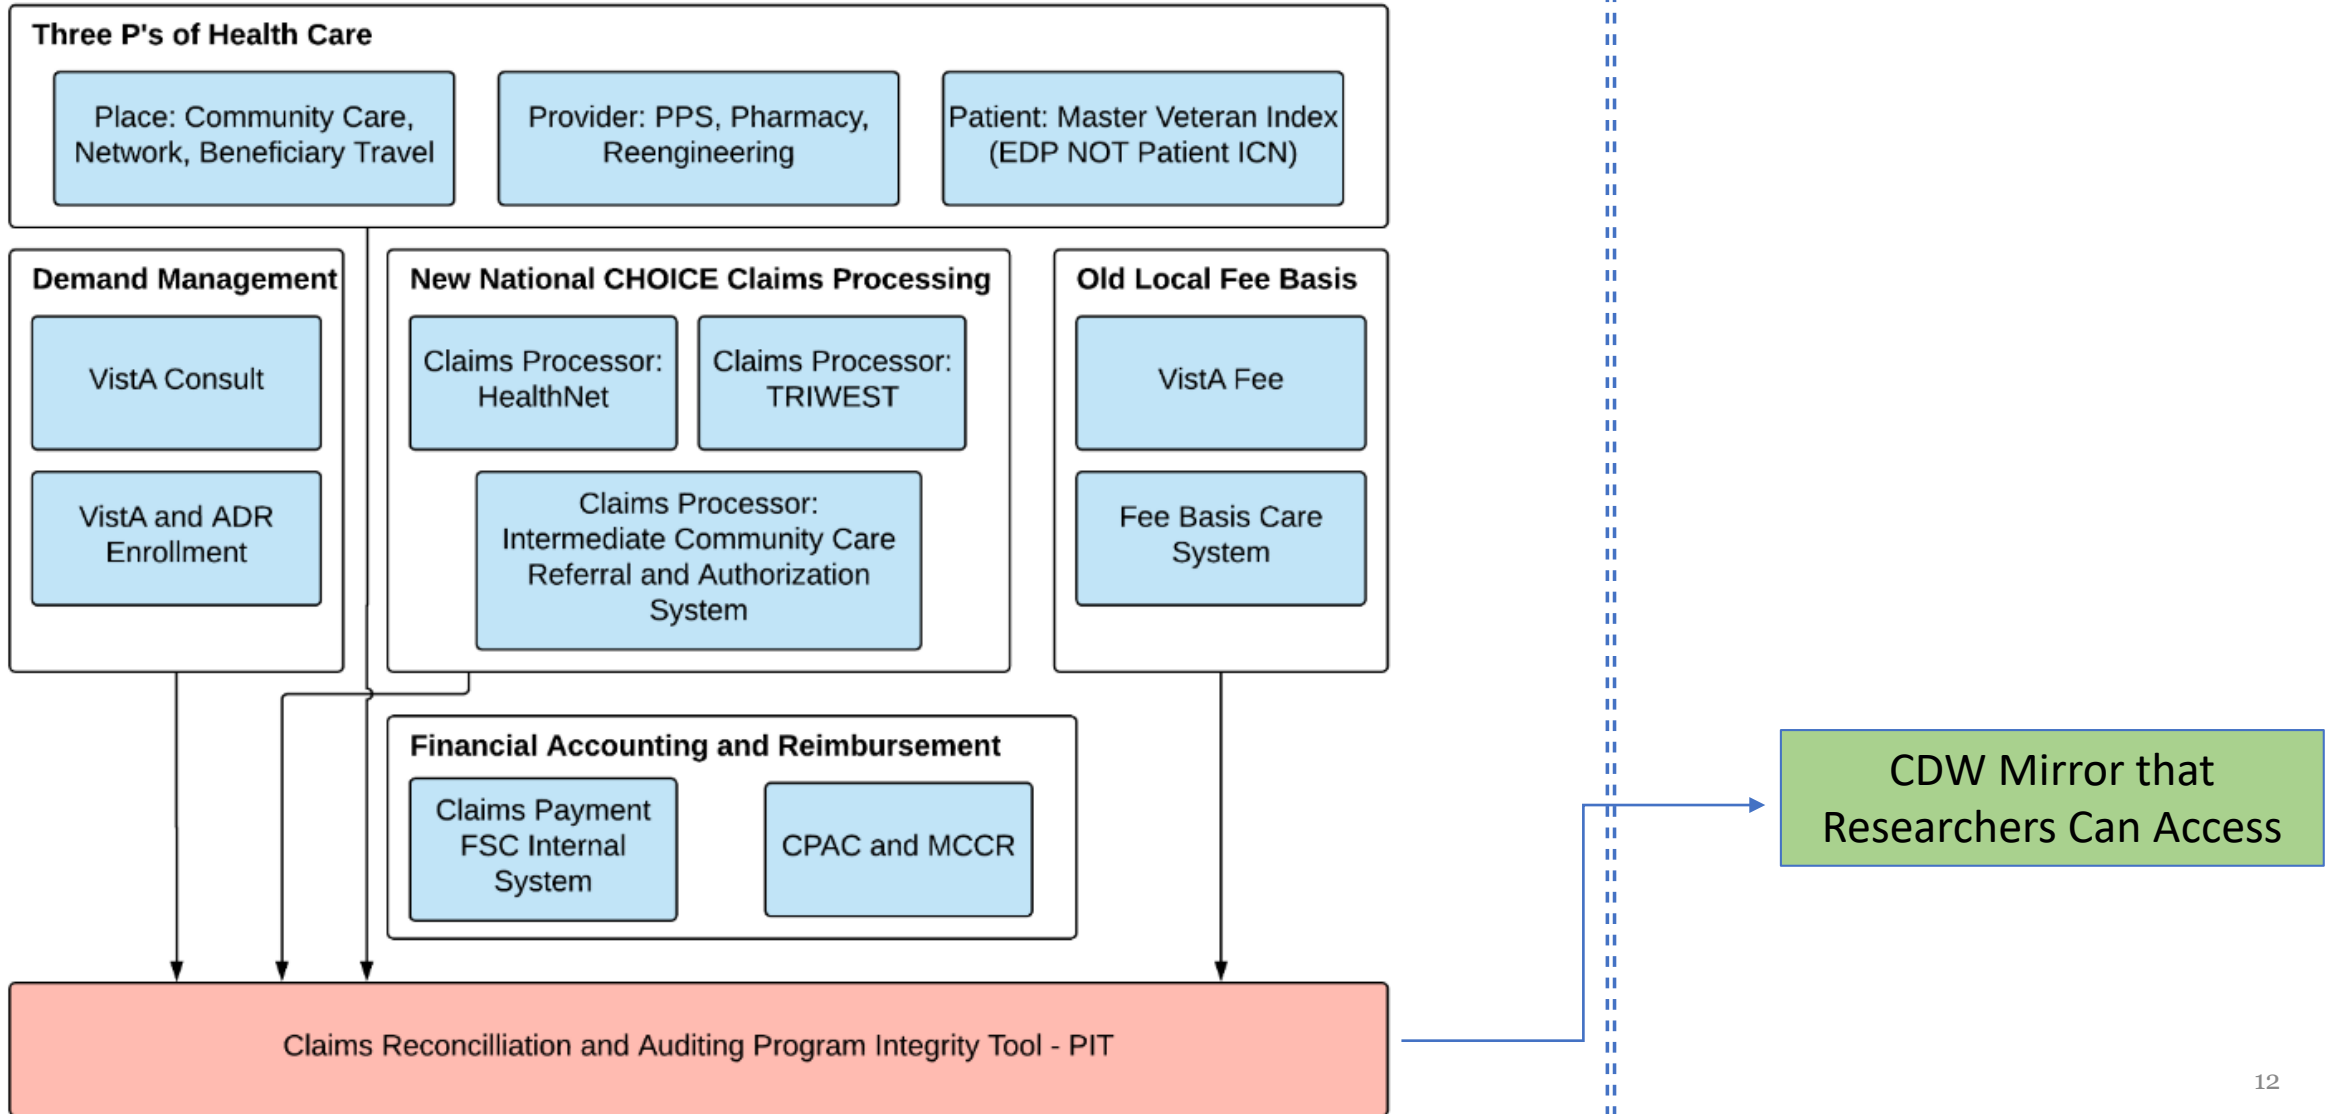 Three P's of Health Care
Place: Community Care,
Network, Beneficiary Travel
Provider: PPS, Pharmacy,
Reengineering
Patient: Master Veteran Index
(EDP NOT Patient ICN)
Demand Management
VistA Consult
VistA and ADR
Enrollment
New National CHOICE Claims Processing
Claims Processor:
HealthNet
Claims Processor:
TRIWEST
Claims Processor:
Intermediate Community Care
Referral and Authorization
System
Old Local Fee Basis
VistA Fee
Fee Basis Care
System
Financial Accounting and Reimbursement
Claims Payment
FSC Internal
System
CPAC and MCCR
Claims Reconcilliation and Auditing Program Integrity Tool - PIT
CDW Mirror that
Researchers Can Access
12